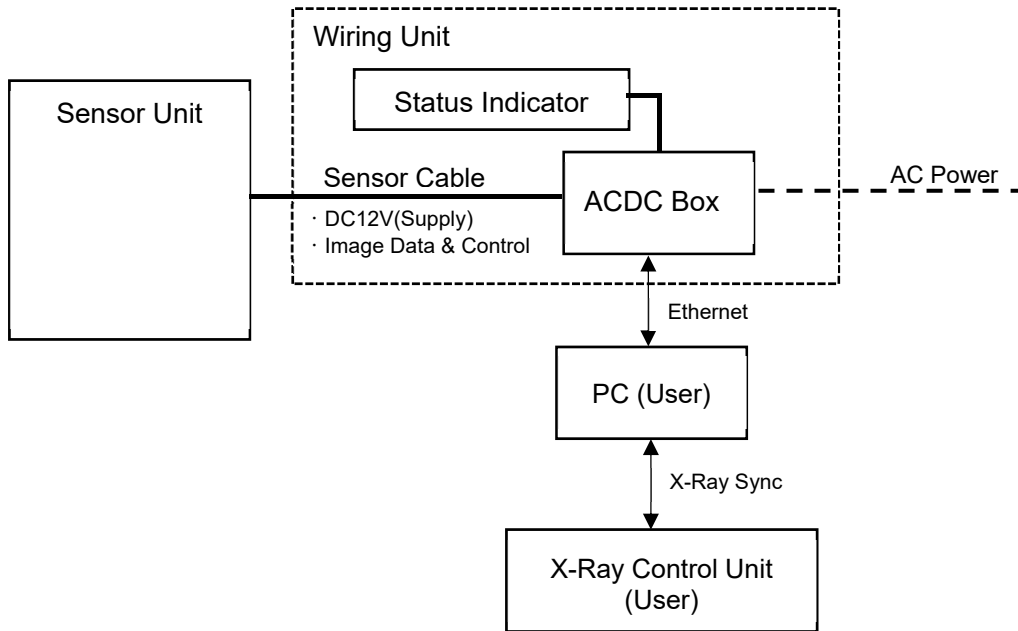 Wiring Unit
Sensor Unit
Status Indicator
Sensor Cable
· DC12V(Supply)
· Image Data & Control
ACDC Box
AC Power
Ethernet
PC (User)
X-Ray Sync
X-Ray Control Unit
(User)